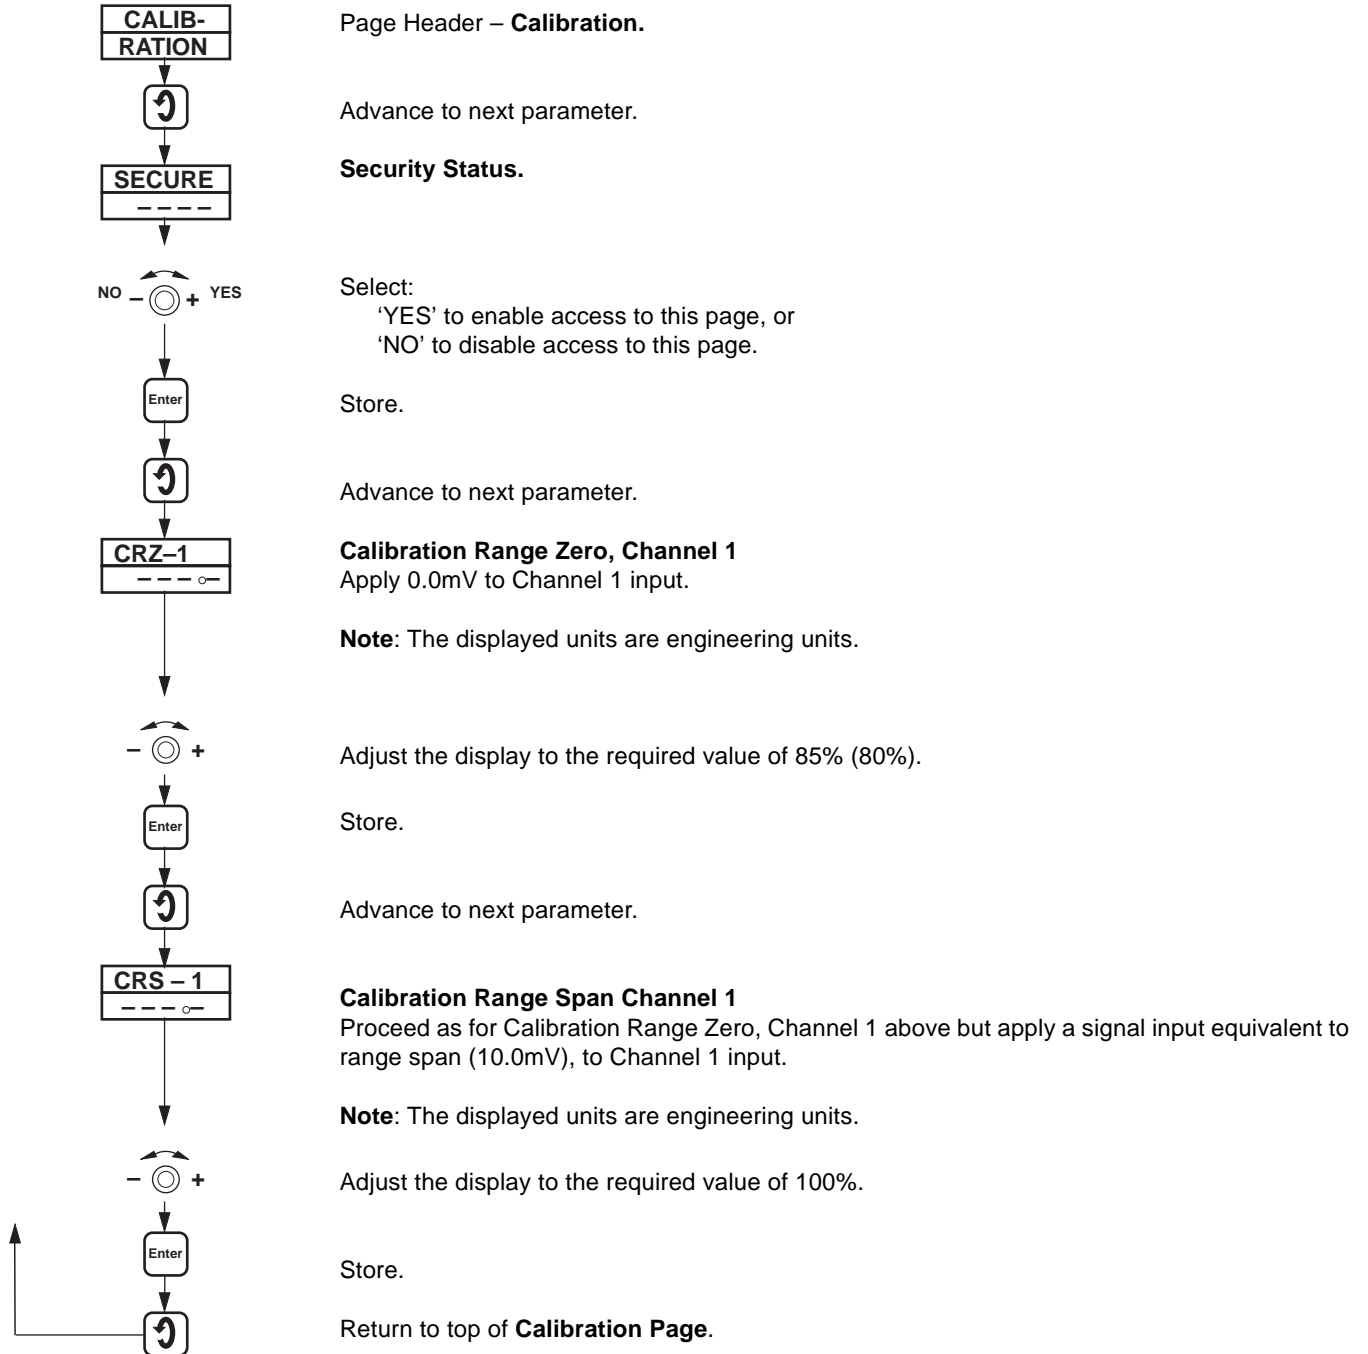 CALIB-
RATION
Page Header – Calibration.
Advance to next parameter.
SECURE
– – – –
Security Status.
NO – + YES
Select:
‘YES’ to enable access to this page, or
‘NO’ to disable access to this page.
Enter
Store.
Advance to next parameter.
CRZ–1
– – – –
Calibration Range Zero, Channel 1
Apply 0.0mV to Channel 1 input.
Note: The displayed units are engineering units.
– +
Adjust the display to the required value of 85% (80%).
Enter
Store.
Advance to next parameter.
CRS – 1
– – – –
Calibration Range Span Channel 1
Proceed as for Calibration Range Zero, Channel 1 above but apply a signal input equivalent to
range span (10.0mV), to Channel 1 input.
Note: The displayed units are engineering units.
– +
Adjust the display to the required value of 100%.
Enter
Store.
Return to top of Calibration Page.